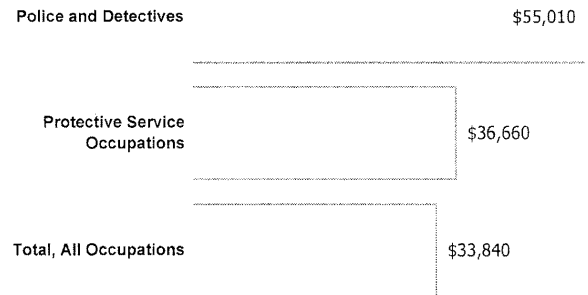 Police and Detectives $55,010
Protective Service
Occupations $36,660
Total, All Occupations $33,840